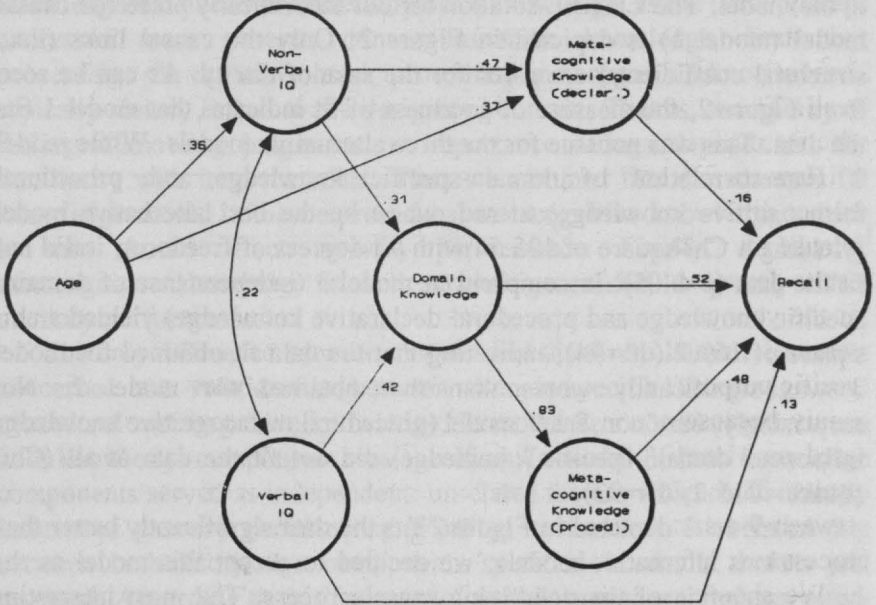 Non
Verbal
IQ
Meta-
cognitive
Knowledge
(declar.)
.47
.37
.36
.31
.16
Age
Domain
Knowledge
.52
Recall
.22
.42
.83
.13
Verbal
IQ
Meta-
cognitive
Knowledge
(proced.)